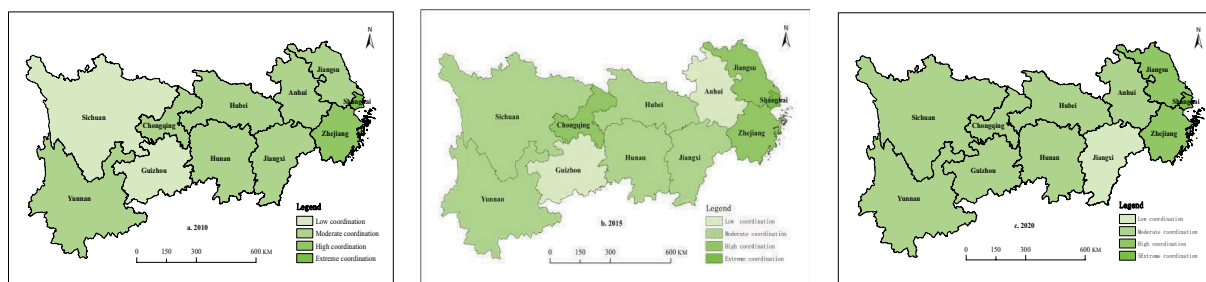 N
Jiangsu
Anhui
Shanghai
Hubei
Sichuan
Chongqing
Zhejiang
Hunan
Jiangxi
Guizhou
Yunnan
Legend
Low coordination
Moderate coordination
High coordination
Extreme coordination
a. 2010
0 150 300 600 KM
N
Jiangsu
Anhui
Shanghai
Hubei
Sichuan
Chongqing
Zhejiang
Hunan
Jiangxi
Guizhou
Yunnan
Legend
Low coordination
Moderate coordination
High coordination
Extreme coordination
b. 2015
0 150 300 600 KM
N
Jiangsu
Anhui
Shanghai
Hubei
Sichuan
Chongqing
Zhejiang
Hunan
Jiangxi
Guizhou
Yunnan
Legend
Low coordination
Moderate coordination
High coordination
EExtreme coordination
c. 2020
0 150 300 600 KM